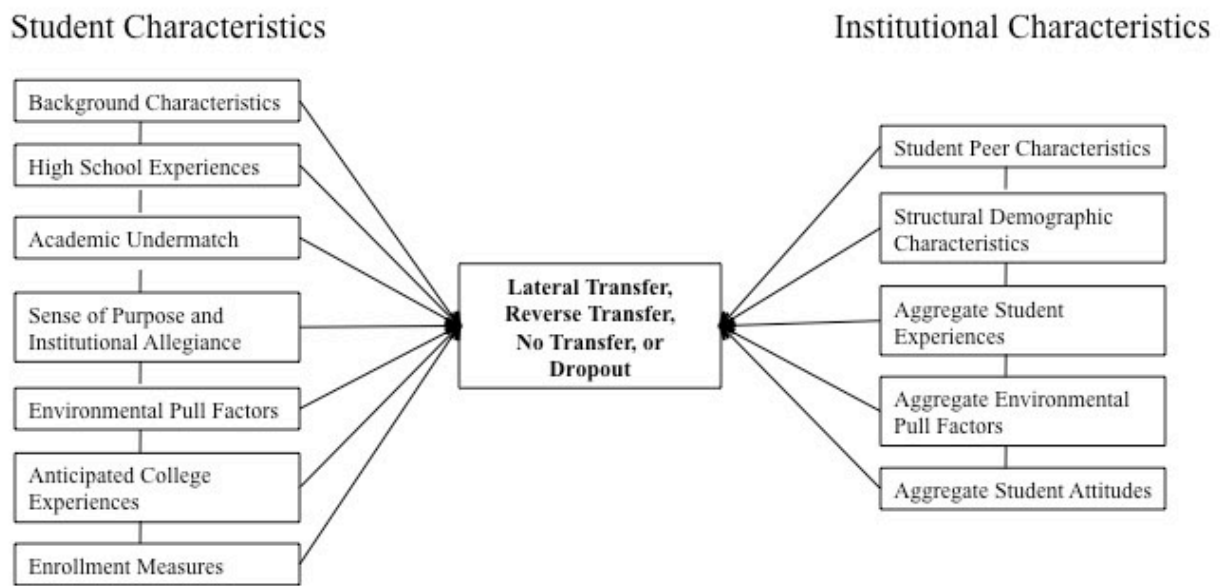 Student Characteristics
Institutional Characteristics
Background Characteristics
High School Experiences
Academic Undermatch
Sense of Purpose and
Institutional Allegiance
Environmental Pull Factors
Anticipated College
Experiences
Enrollment Measures
Lateral Transfer,
Reverse Transfer,
No Transfer, or
Dropout
Student Peer Characteristics
Structural Demographic
Characteristics
Aggregate Student
Experiences
Aggregate Environmental
Pull Factors
Aggregate Student Attitudes